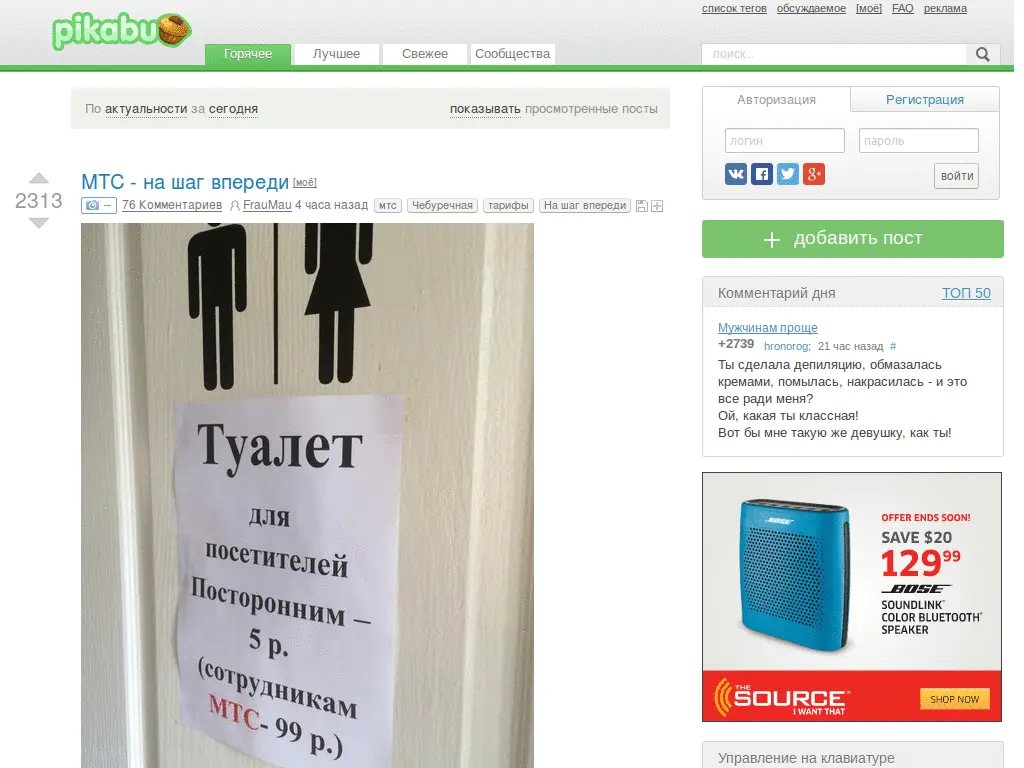 список тегов обсуждаемое [моё] FAQ реклама
pikabu
Горячее Лучшее Свежее Сообщества
поиск...
По актуальности за сегодня показывать просмотренные посты
Авторизация Регистрация
логин пароль
войти
2313
МТС - на шаг впереди [моё]
76 Комментариев FrauMau 4 часа назад мтс Чебуречная тарифы На шаг впереди
Туалет
для
посетителей
Посторонним –
5 р.
(сотрудникам
МТС- 99 р.)
+ добавить пост
Комментарий дня ТОП 50
Мужчинам проще
+2739 hronorog; 21 час назад #
Ты сделала депиляцию, обмазалась
кремами, помылась, накрасилась - и это
все ради меня?
Ой, какая ты классная!
Вот бы мне такую же девушку, как ты!
BOSE
OFFER ENDS SOON!
SAVE $20
129 99
BOSE
SOUNDLINK™
COLOR BLUETOOTH®
SPEAKER
THE SOURCE™
I WANT THAT
SHOP NOW
Управление на клавиатуре